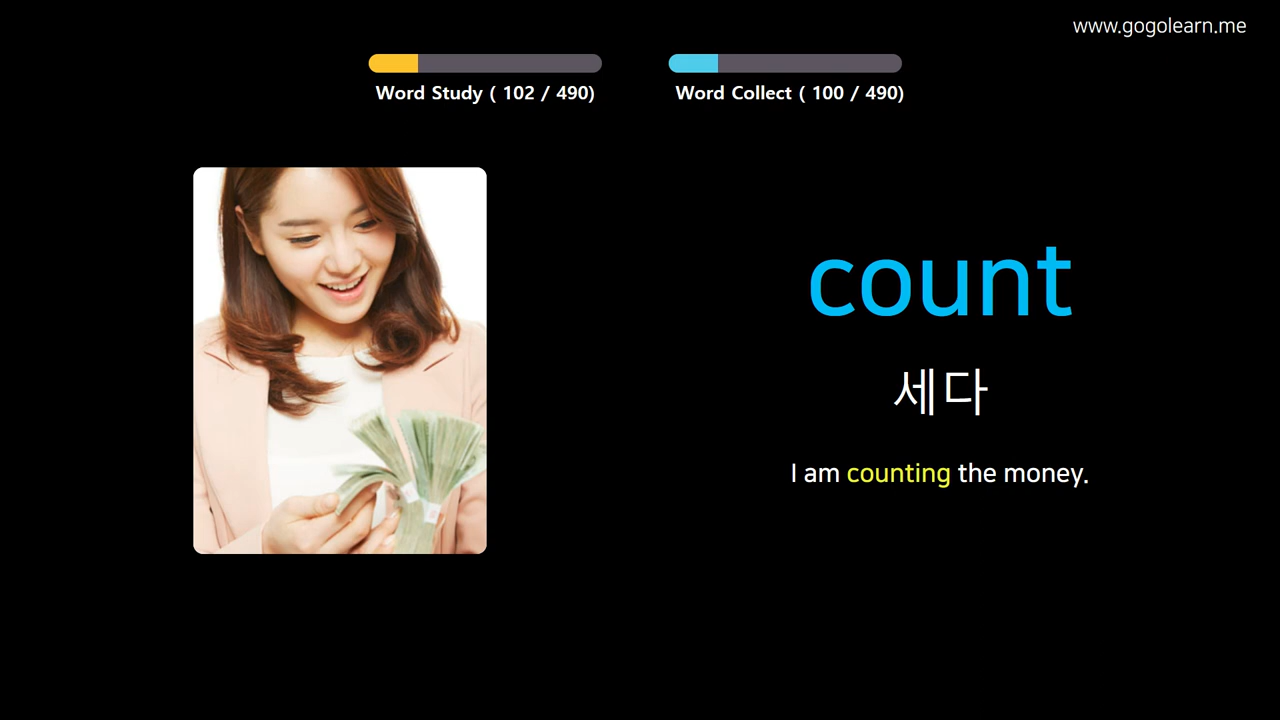 www.gogolearn.me
Word Study ( 102 / 490)
Word Collect ( 100 / 490)
count
세다
I am counting the money.